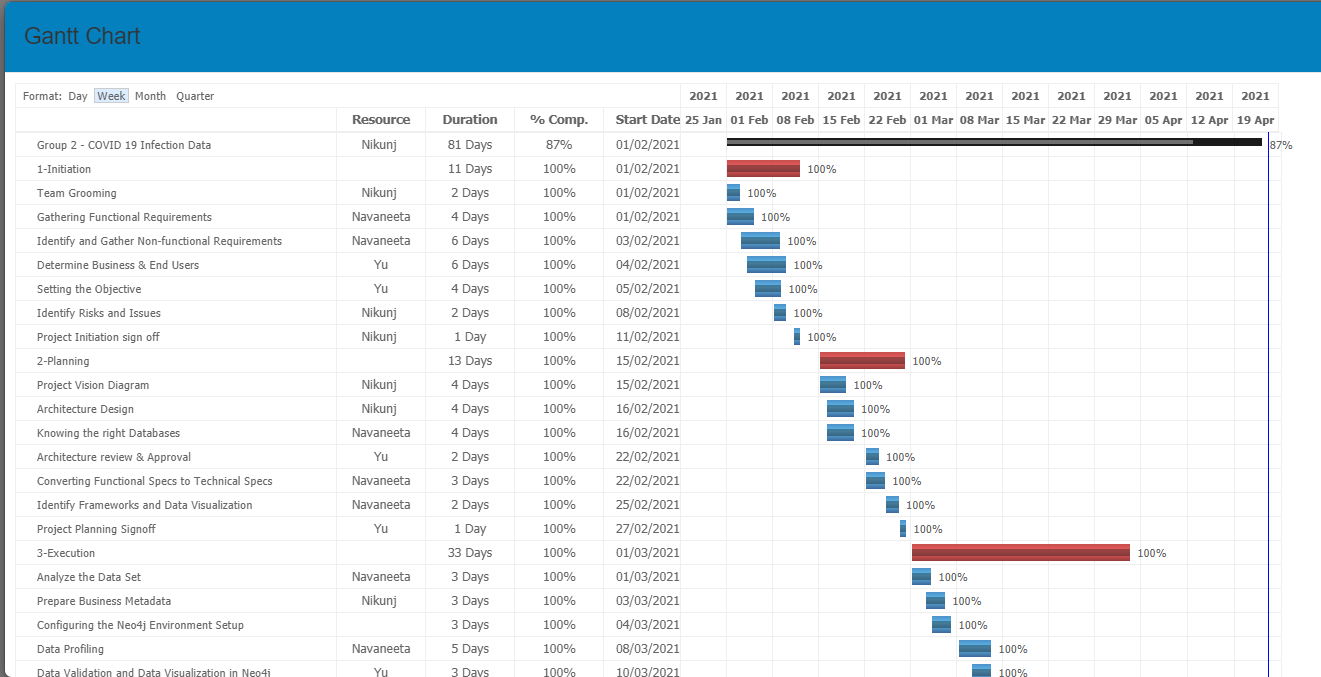 Gantt Chart
Format: Day Week Month Quarter
2021 2021 2021 2021 2021 2021 2021 2021 2021 2021 2021 2021 2021
Resource Duration % Comp. Start Date 25 Jan 01 Feb 08 Feb 15 Feb 22 Feb 01 Mar 08 Mar 15 Mar 22 Mar 29 Mar 05 Apr 12 Apr 19 Apr
Group 2 - COVID 19 Infection Data Nikunj 81 Days 87% 01/02/2021 87%
1-Initiation 11 Days 100% 01/02/2021 100%
Team Grooming Nikunj 2 Days 100% 01/02/2021 100%
Gathering Functional Requirements Navaneeta 4 Days 100% 01/02/2021 100%
Identify and Gather Non-functional Requirements Navaneeta 6 Days 100% 03/02/2021 100%
Determine Business & End Users Yu 6 Days 100% 04/02/2021 100%
Setting the Objective Yu 4 Days 100% 05/02/2021 100%
Identify Risks and Issues Nikunj 2 Days 100% 08/02/2021 100%
Project Initiation sign off Nikunj 1 Day 100% 11/02/2021 100%
2-Planning 13 Days 100% 15/02/2021 100%
Project Vision Diagram Nikunj 4 Days 100% 15/02/2021 100%
Architecture Design Nikunj 4 Days 100% 16/02/2021 100%
Knowing the right Databases Navaneeta 4 Days 100% 16/02/2021 100%
Architecture review & Approval Yu 2 Days 100% 22/02/2021 100%
Converting Functional Specs to Technical Specs Navaneeta 3 Days 100% 22/02/2021 100%
Identify Frameworks and Data Visualization Navaneeta 2 Days 100% 25/02/2021 100%
Project Planning Signoff Yu 1 Day 100% 27/02/2021 100%
3-Execution 33 Days 100% 01/03/2021 100%
Analyze the Data Set Navaneeta 3 Days 100% 01/03/2021 100%
Prepare Business Metadata Nikunj 3 Days 100% 03/03/2021 100%
Configuring the Neo4j Environment Setup 3 Days 100% 04/03/2021 100%
Data Profiling Navaneeta 5 Days 100% 08/03/2021 100%
Data Validation and Data Visualization in Neo4j Yu 3 Days 100% 10/03/2021 100%